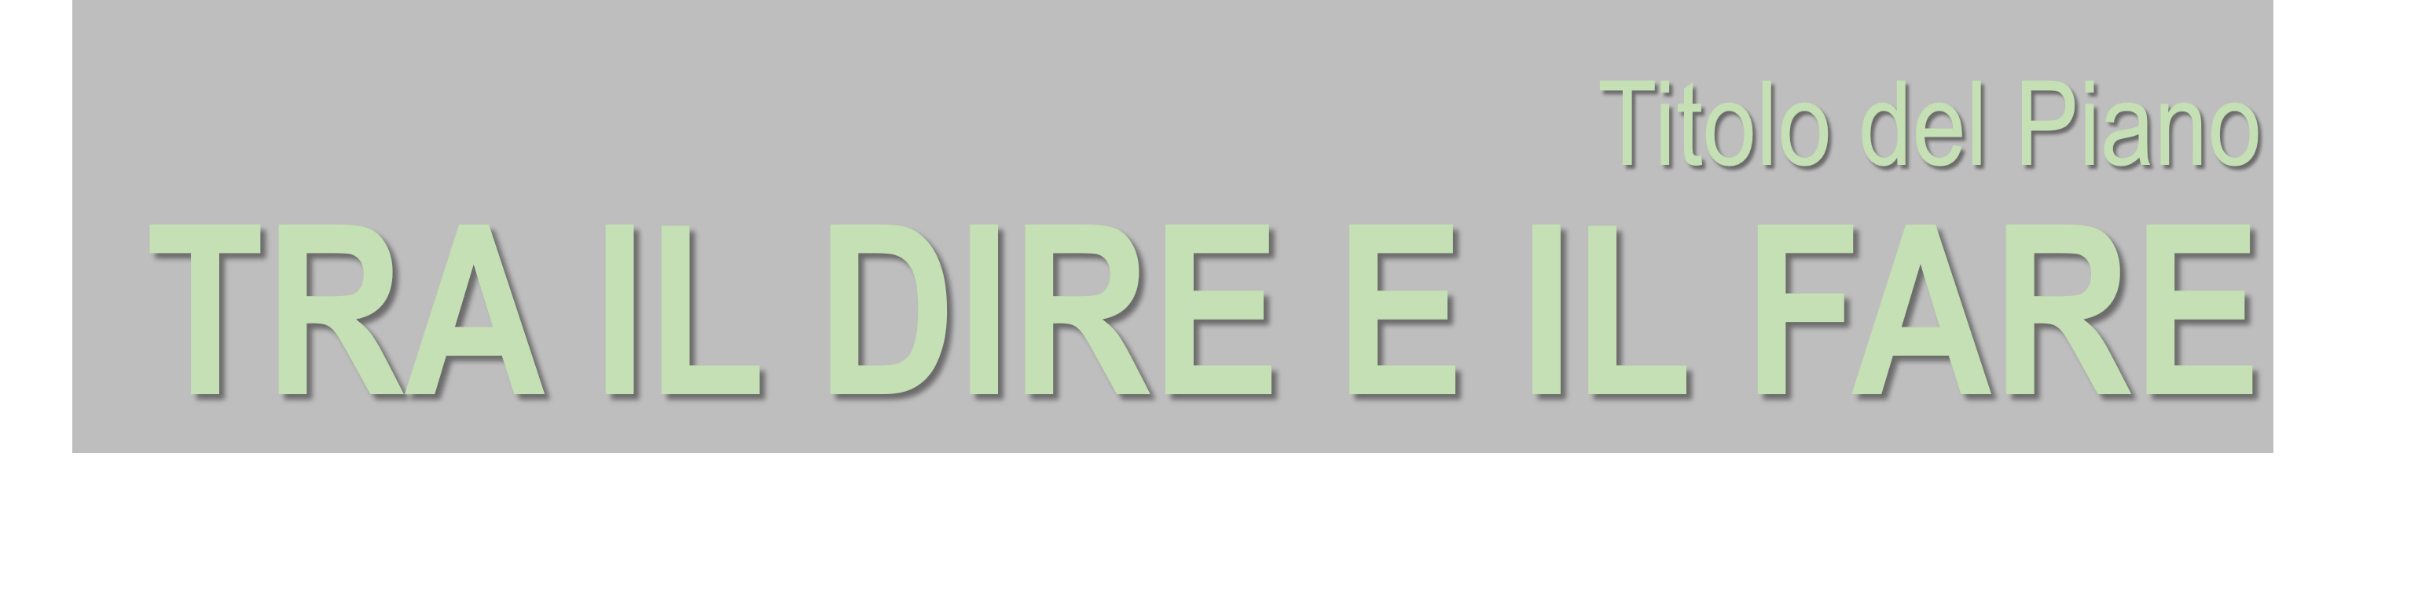 Titolo del Piano
TRA IL DIRE E IL FARE